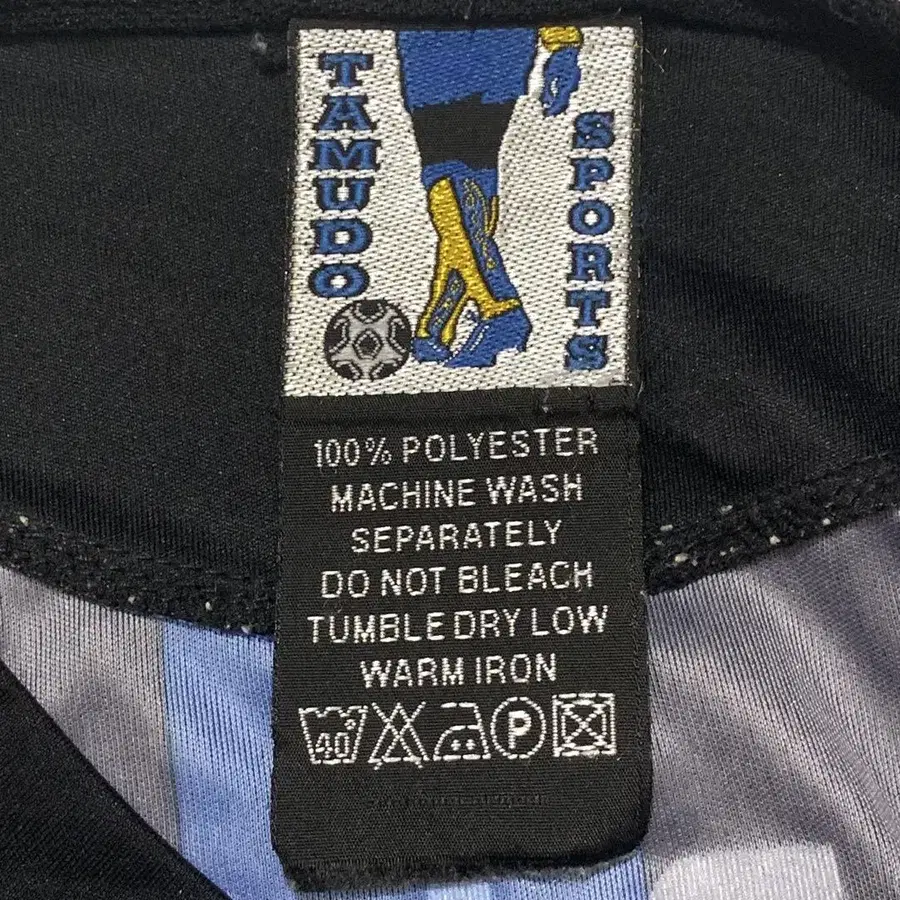 TAMUDO
SPORTS
100% POLYESTER
MACHINE WASH
SEPARATELY
DO NOT BLEACH
TUMBLE DRY LOW
WARM IRON
40°
P